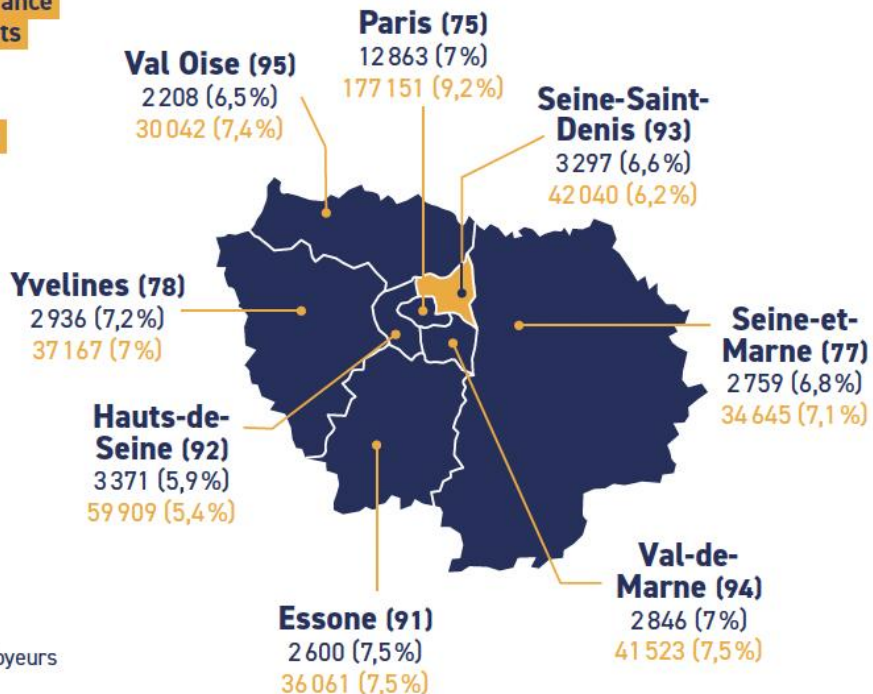 Paris (75)
12 863 (7%)
177 151 (9,2%)
Val Oise (95)
2 208 (6,5%)
30 042 (7,4%)
Seine-Saint-
Denis (93)
3 297 (6,6%)
42 040 (6,2%)
Yvelines (78)
2 936 (7,2%)
37 167 (7%)
Seine-et-
Marne (77)
2 759 (6,8%)
34 645 (7,1%)
Hauts-de-
Seine (92)
3 371 (5,9%)
59 909 (5,4%)
Val-de-
Marne (94)
2 846 (7%)
41 523 (7,5%)
Essone (91)
2 600 (7,5%)
36 061 (7,5%)